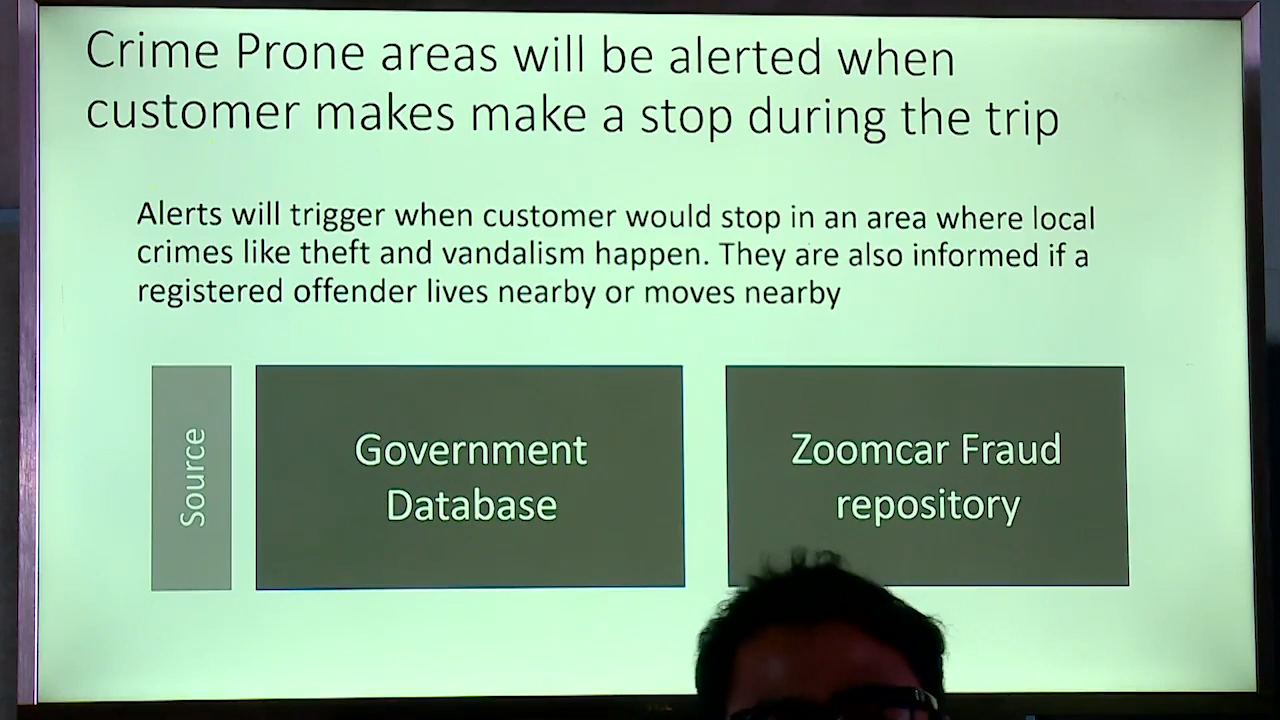 Crime Prone areas will be alerted when
customer makes make a stop during the trip
Alerts will trigger when customer would stop in an area where local
crimes like theft and vandalism happen. They are also informed if a
registered offender lives nearby or moves nearby
Source
Government
Database
Zoomcar Fraud
repository